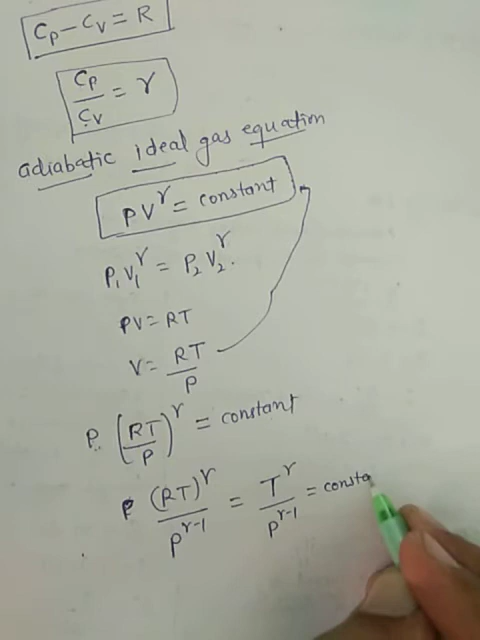 Cp - Cv = R
Cp/Cv = γ
adiabatic ideal gas equation
PV^γ = constant
P₁V₁^γ = P₂V₂^γ.
PV = RT
V = RT/P
P (RT/P)^γ = constant
(RT)^γ/P^(γ-1) = T^γ/P^(γ-1) = consta